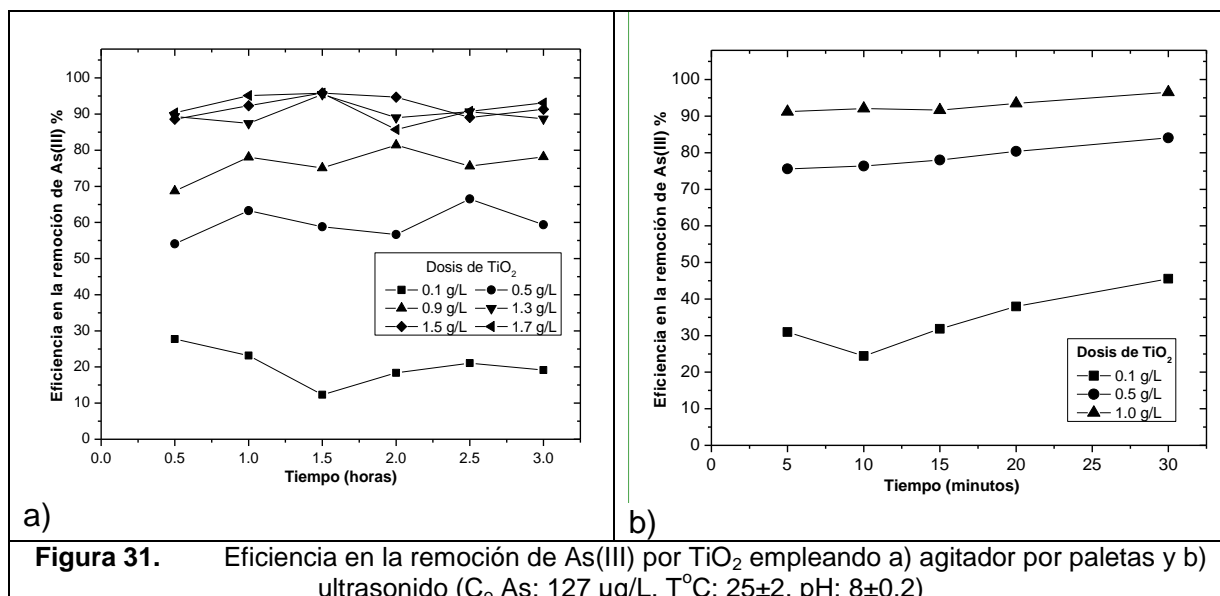 100
90
80
70
60
50
40
30
20
10
0
Eficiencia en la remoción de As(III) %
Dosis de TiO2
0.1 g/L 0.5 g/L
0.9 g/L 1.3 g/L
1.5 g/L 1.7 g/L
0.0 0.5 1.0 1.5 2.0 2.5 3.0
Tiempo (horas)
a)
100
90
80
70
60
50
40
30
20
10
0
Eficiencia en la remoción de As(III) %
Dosis de TiO2
0.1 g/L
0.5 g/L
1.0 g/L
0 5 10 15 20 25 30
Tiempo (minutos)
b)
Figura 31. Eficiencia en la remoción de As(III) por TiO2 empleando a) agitador por paletas y b)
ultrasonido (Co As: 127 µg/L, T°C: 25±2, pH: 8±0.2)